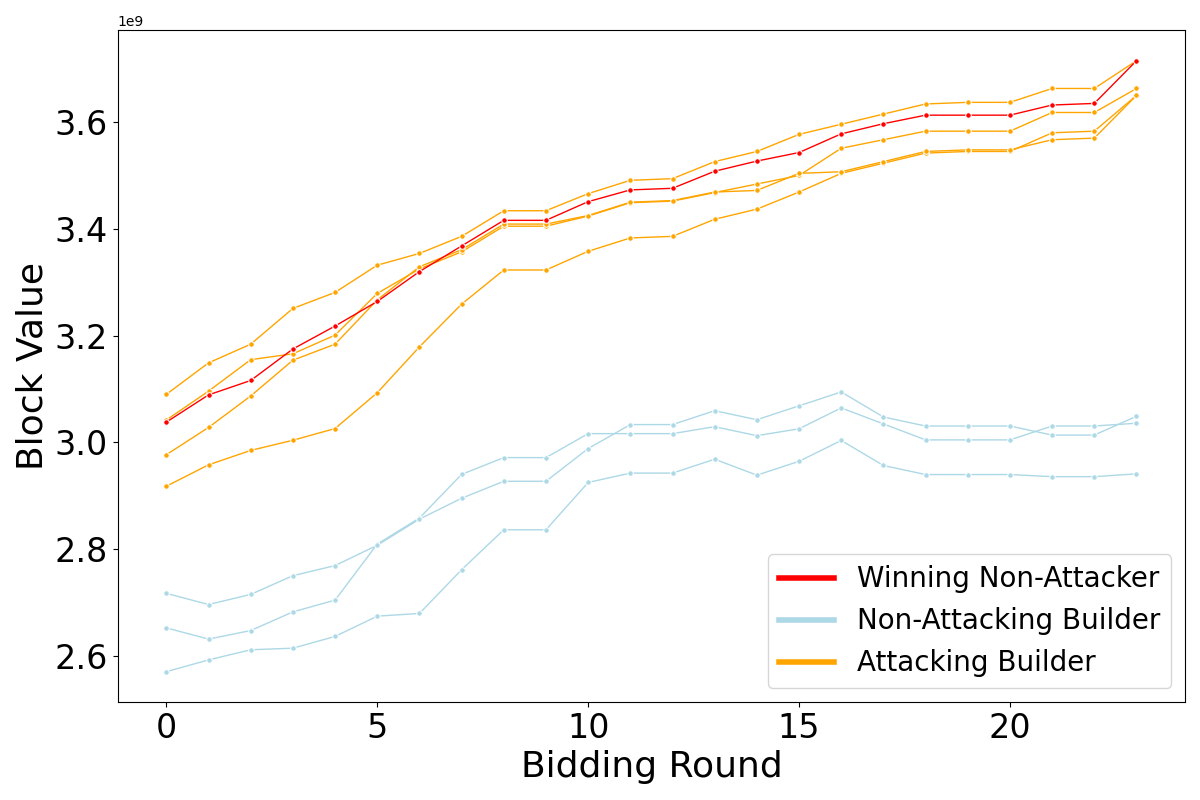 1e9
3.6
3.4
3.2
3.0
2.8
2.6
Block Value
0 5 10 15 20
Bidding Round
Winning Non-Attacker
Non-Attacking Builder
Attacking Builder